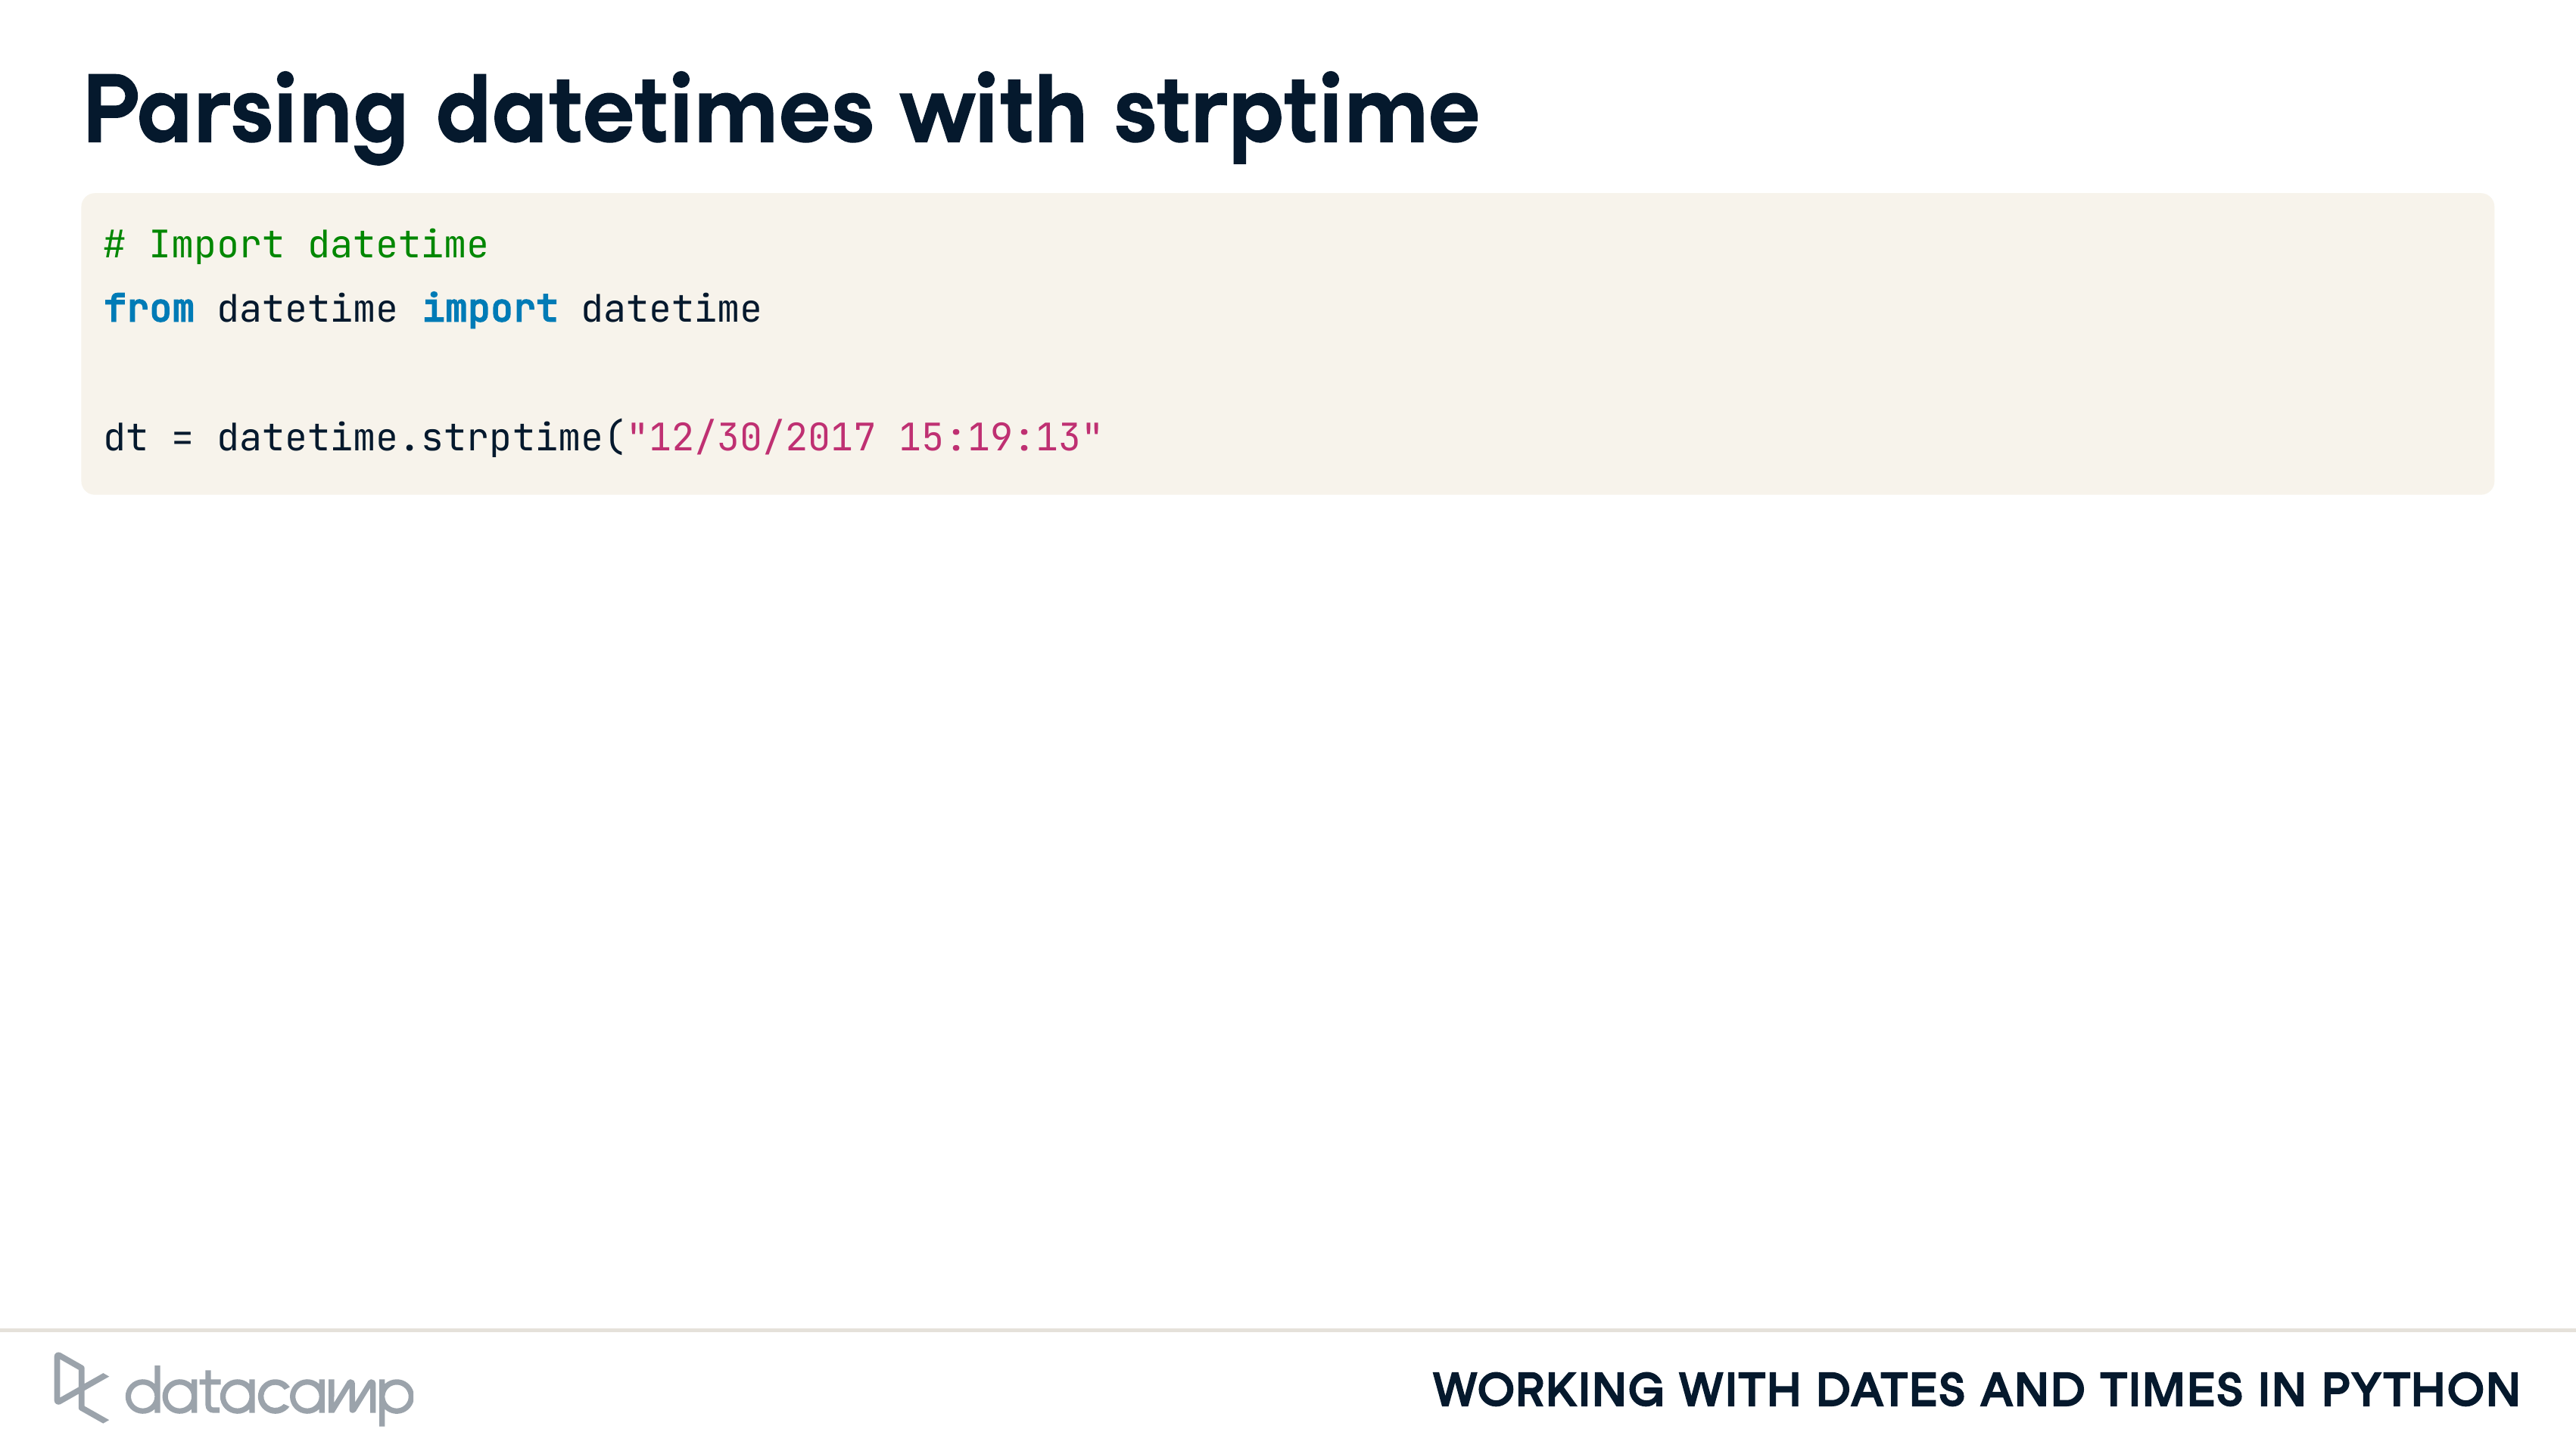 Parsing datetimes with strptime
# Import datetime
from datetime import datetime
dt = datetime.strptime("12/30/2017 15:19:13"
datacamp
WORKING WITH DATES AND TIMES IN PYTHON